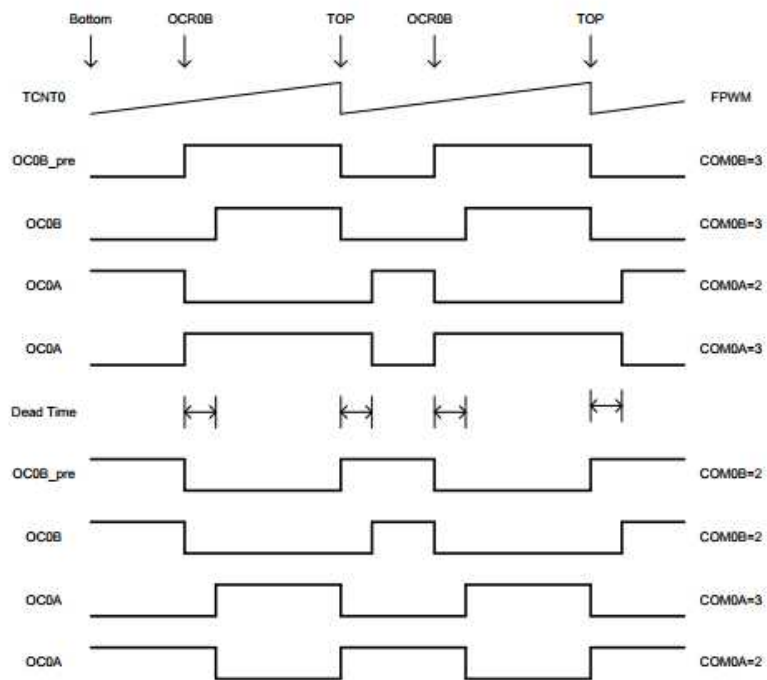 Bottom OCR0B TOP OCR0B TOP
TCNT0 FPWM
OC0B_pre COM0B=3
OC0B COM0B=3
OC0A COM0A=2
OC0A COM0A=3
Dead Time
OC0B_pre COM0B=2
OC0B COM0B=2
OC0A COM0A=3
OC0A COM0A=2